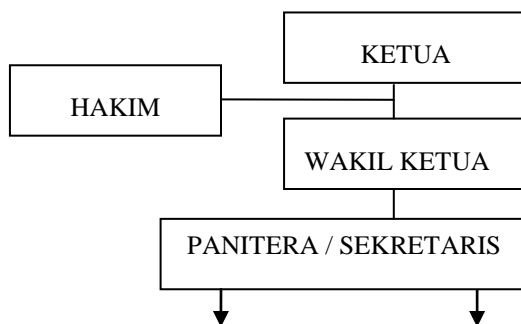 KETUA
HAKIM
WAKIL KETUA
PANITERA / SEKRETARIS